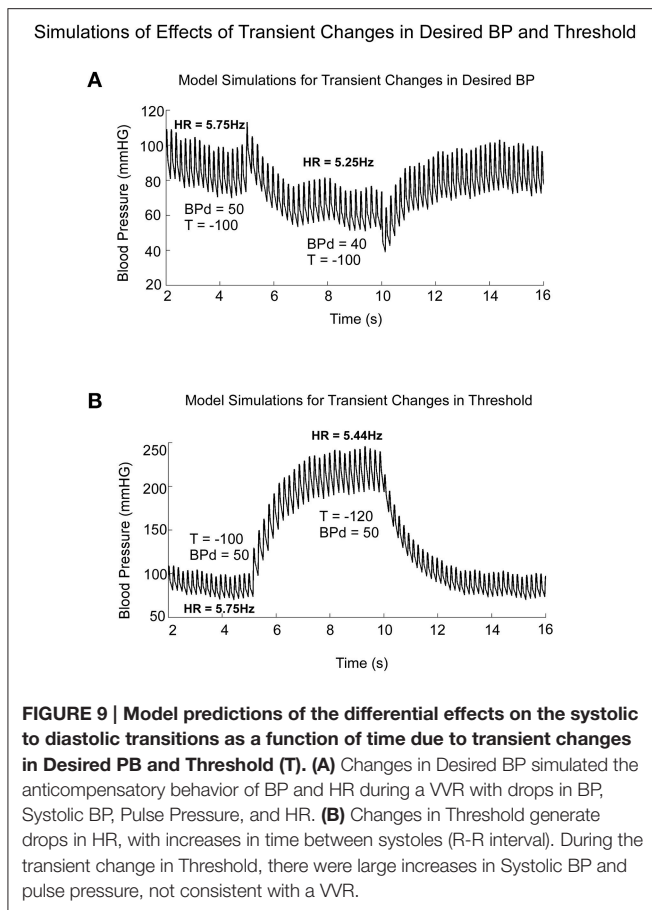 Simulations of Effects of Transient Changes in Desired BP and Threshold
A
Model Simulations for Transient Changes in Desired BP
Blood Pressure (mmHG)
120
100
80
60
40
20
HR = 5.75Hz
HR = 5.25Hz
BPd = 50
T = -100
BPd = 40
T = -100
2 4 6 8 10 12 14 16
Time (s)
B
Model Simulations for Transient Changes in Threshold
Blood Pressure (mmHG)
250
200
150
100
50
HR = 5.44Hz
T = -100
BPd = 50
T = -120
BPd = 50
HR = 5.75Hz
2 4 6 8 10 12 14 16
Time (s)
FIGURE 9 | Model predictions of the differential effects on the systolic
to diastolic transitions as a function of time due to transient changes
in Desired PB and Threshold (T). (A) Changes in Desired BP simulated the
anticompensatory behavior of BP and HR during a VVR with drops in BP,
Systolic BP, Pulse Pressure, and HR. (B) Changes in Threshold generate
drops in HR, with increases in time between systoles (R-R interval). During the
transient change in Threshold, there were large increases in Systolic BP and
pulse pressure, not consistent with a VVR.